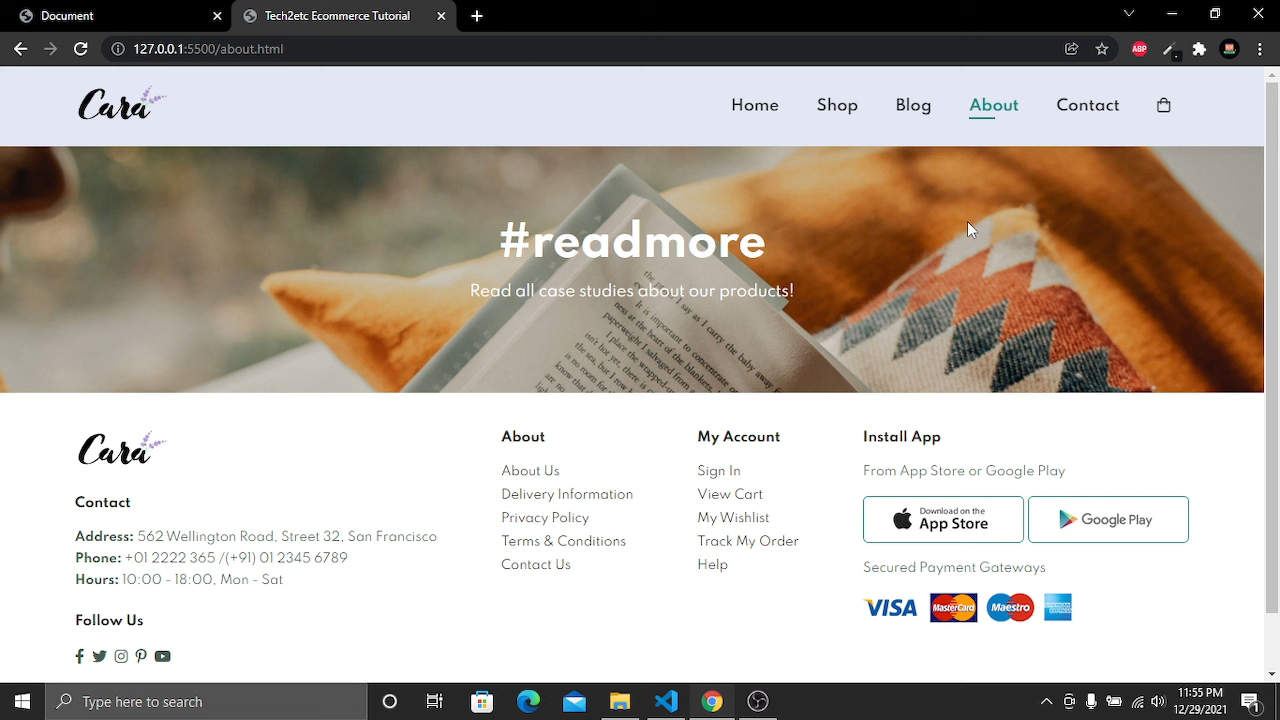 Document
Tech2etc Ecommerce Tutorial
127.0.0.1:5500/about.html
ABP
Cara
Home
Shop
Blog
About
Contact
#readmore
Read all case studies about our products!
Cara
Contact
Address: 562 Wellington Road, Street 32, San Francisco
Phone: +01 2222 365 /(+91) 01 2345 6789
Hours: 10:00 - 18:00, Mon - Sat
Follow Us
About
About Us
Delivery Information
Privacy Policy
Terms & Conditions
Contact Us
My Account
Sign In
View Cart
My Wishlist
Track My Order
Help
Install App
From App Store or Google Play
Download on the
App Store
Google Play
Secured Payment Gateways
VISA
MasterCard
Maestro
AMERICAN
EXPRESS
Type here to search
11:55 PM
12/29/2021
1